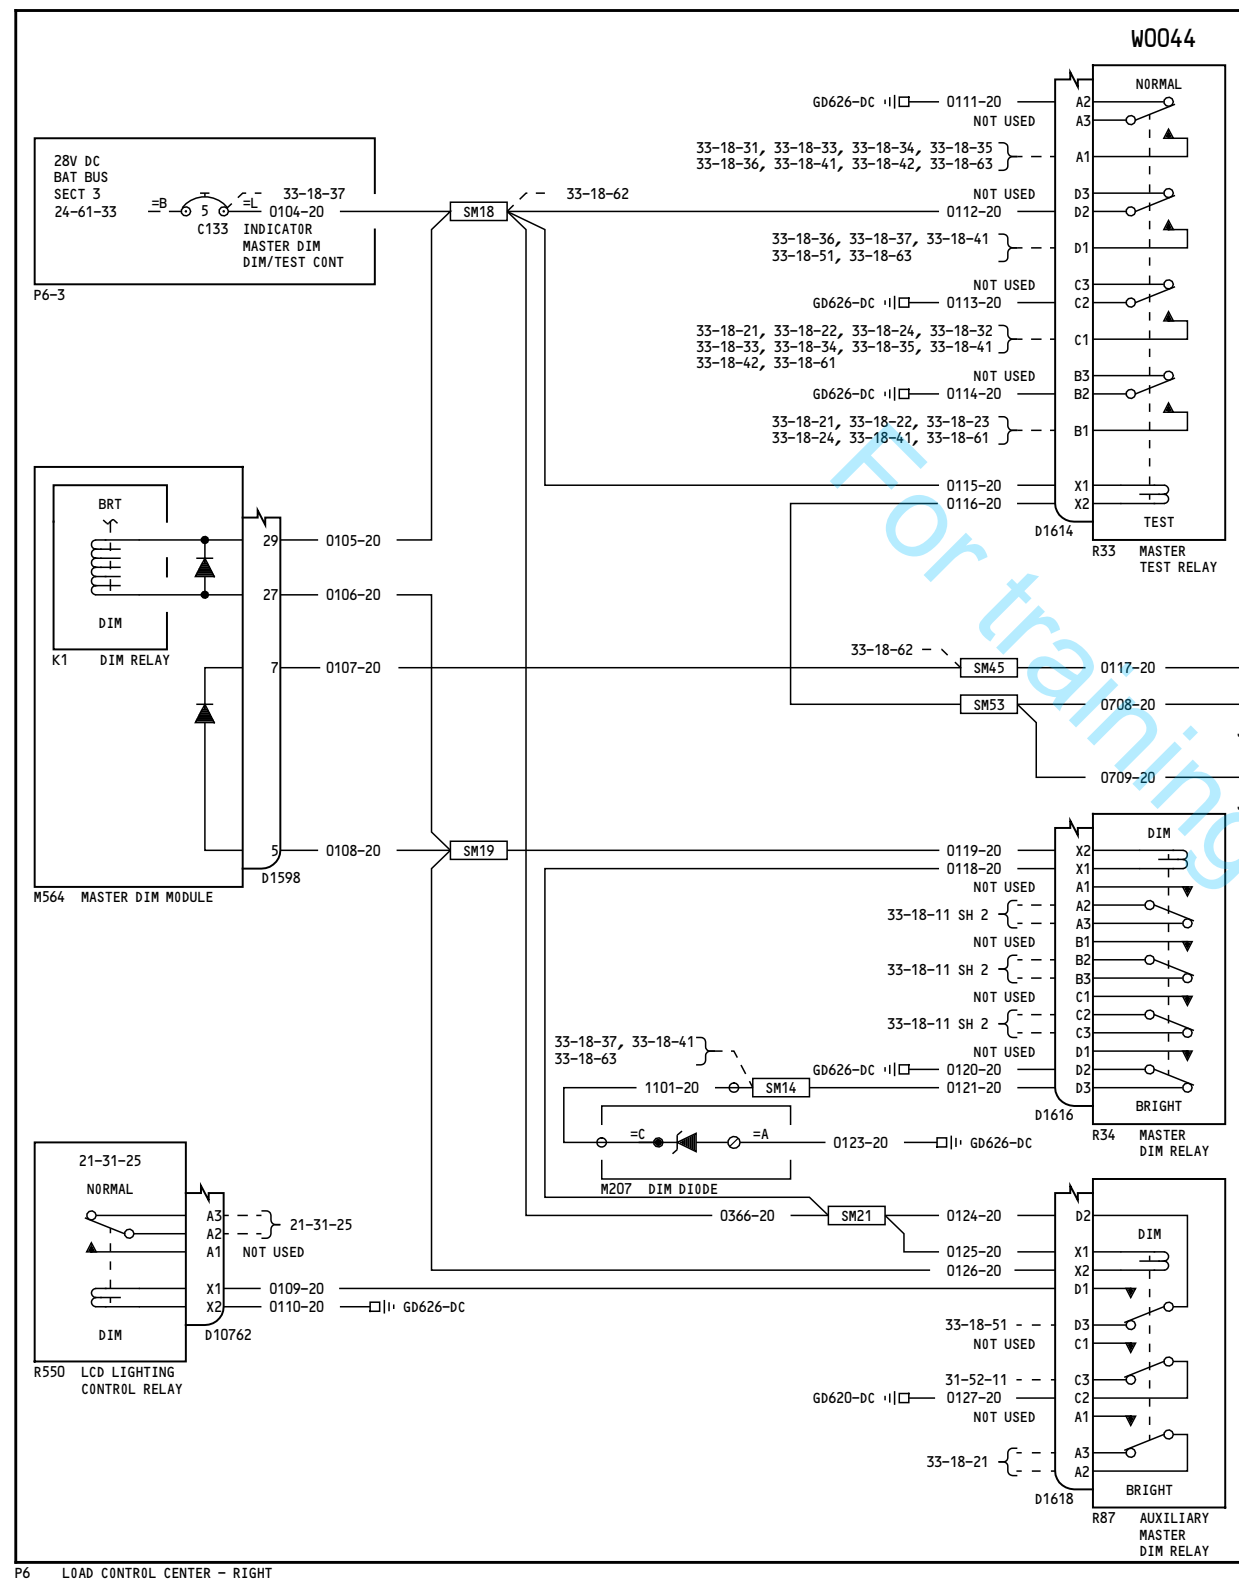 W0044
NORMAL
GD626-DC 0111-20 A2
NOT USED A3
33-18-31, 33-18-33, 33-18-34, 33-18-35
33-18-36, 33-18-41, 33-18-42, 33-18-63
A1
28V DC
BAT BUS
SECT 3
24-61-33
=B 5 =L
33-18-37
0104-20
C133 INDICATOR
MASTER DIM
DIM/TEST CONT
P6-3
SM18
33-18-62
NOT USED D3
0112-20 D2
33-18-36, 33-18-37, 33-18-41
33-18-51, 33-18-63
D1
NOT USED C3
GD626-DC 0113-20 C2
33-18-21, 33-18-22, 33-18-24, 33-18-32
33-18-33, 33-18-34, 33-18-35, 33-18-41
33-18-42, 33-18-61
C1
NOT USED B3
GD626-DC 0114-20 B2
33-18-21, 33-18-22, 33-18-23
33-18-24, 33-18-41, 33-18-61
B1
0115-20 X1
0116-20 X2
TEST
D1614
R33 MASTER
TEST RELAY
BRT
DIM
K1 DIM RELAY
29 0105-20
27 0106-20
7 0107-20
5 0108-20
D1598
M564 MASTER DIM MODULE
33-18-62
SM45 0117-20
SM53 0708-20
0709-20
For training
SM19
DIM
0119-20 X2
0118-20 X1
NOT USED A1
33-18-11 SH 2
A2
A3
NOT USED B1
33-18-11 SH 2
B2
B3
NOT USED C1
33-18-11 SH 2
C2
C3
NOT USED D1
33-18-37, 33-18-41
33-18-63
GD626-DC 0120-20 D2
1101-20 SM14 0121-20 D3
BRIGHT
D1616
R34 MASTER
DIM RELAY
=C =A
0123-20 GD626-DC
M207 DIM DIODE
21-31-25
NORMAL
A3
A2
21-31-25
A1 NOT USED
X1 0109-20
X2 0110-20 GD626-DC
DIM
D10762
R550 LCD LIGHTING
CONTROL RELAY
0366-20 SM21 0124-20 D2
DIM
0125-20 X1
0126-20 X2
D1
33-18-51 D3
NOT USED C1
31-52-11 C3
GD620-DC 0127-20 C2
NOT USED A1
33-18-21
A3
A2
BRIGHT
D1618
R87 AUXILIARY
MASTER
DIM RELAY
P6 LOAD CONTROL CENTER - RIGHT